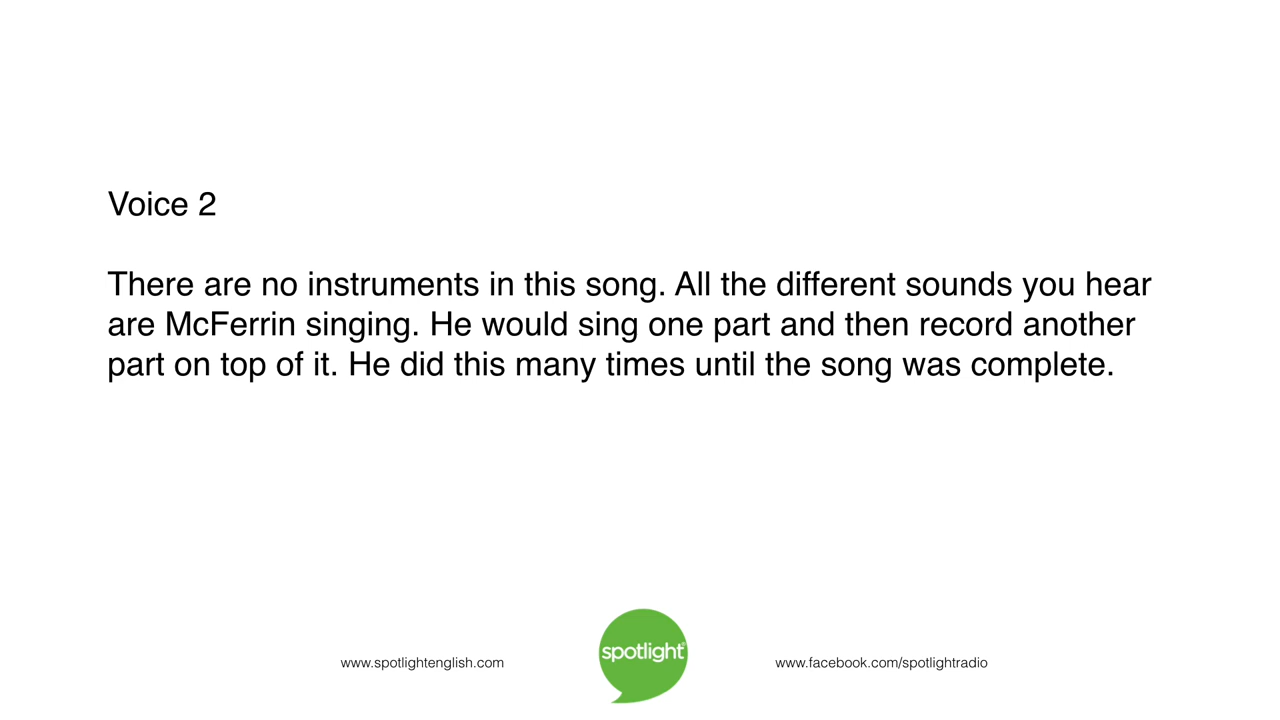 Voice 2
There are no instruments in this song. All the different sounds you hear
are McFerrin singing. He would sing one part and then record another
part on top of it. He did this many times until the song was complete.
www.spotlightenglish.com
spotlight®
www.facebook.com/spotlightradio